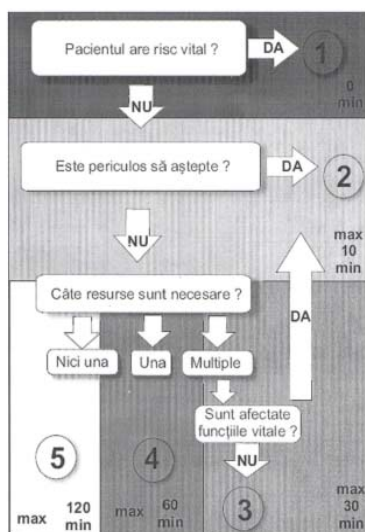 Pacientul are risc vital ?
DA
1
0
min
NU
Este periculos să aștepte ?
DA
2
max
10
min
NU
Câte resurse sunt necesare ?
Nici una
Una
Multiple
DA
Sunt afectate
funcțiile vitale ?
NU
5
max
120
min
4
max
60
min
3
max
30
min